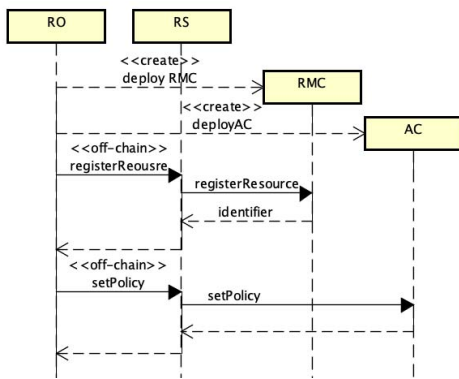 RO
RS
<<create>>
deploy RMC
RMC
<<create>>
deployAC
AC
<<off-chain>>
registerReousre
registerResource
identifier
<<off-chain>>
setPolicy
setPolicy